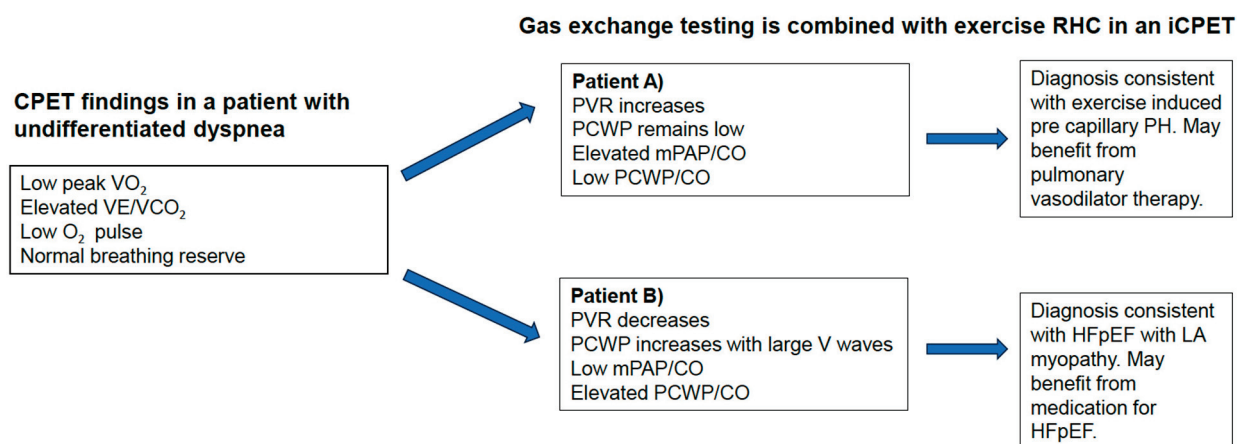 Gas exchange testing is combined with exercise RHC in an iCPET
CPET findings in a patient with
undifferentiated dyspnea
Low peak VO₂
Elevated VE/VCO₂
Low O₂ pulse
Normal breathing reserve
Patient A)
PVR increases
PCWP remains low
Elevated mPAP/CO
Low PCWP/CO
Diagnosis consistent
with exercise induced
pre capillary PH. May
benefit from
pulmonary
vasodilator therapy.
Patient B)
PVR decreases
PCWP increases with large V waves
Low mPAP/CO
Elevated PCWP/CO
Diagnosis consistent
with HFpEF with LA
myopathy. May
benefit from
medication for
HFpEF.